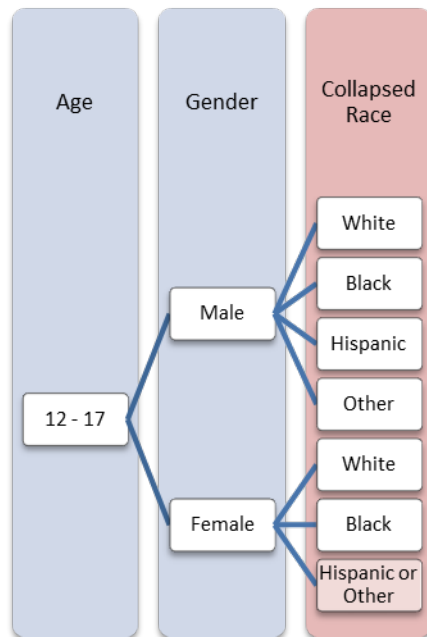 Age
Gender
Collapsed
Race
White
Black
Male
Hispanic
Other
12 - 17
White
Female
Black
Hispanic or
Other